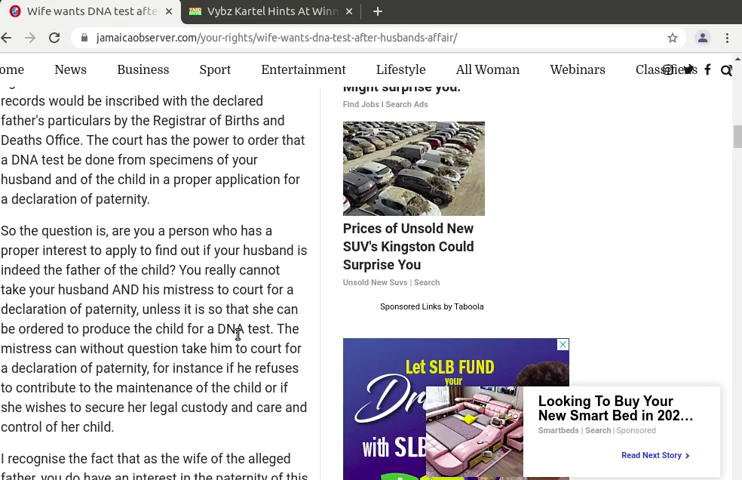 Wife wants DNA test afte
Vybz Kartel Hints At Winn
jamaicaobserver.com/your-rights/wife-wants-dna-test-after-husbands-affair/
ome News Business Sport Entertainment Lifestyle All Woman Webinars Classifieds
records would be inscribed with the declared
father's particulars by the Registrar of Births and
Deaths Office. The court has the power to order that
a DNA test be done from specimens of your
husband and of the child in a proper application for
a declaration of paternity.
So the question is, are you a person who has a
proper interest to apply to find out if your husband is
indeed the father of the child? You really cannot
take your husband AND his mistress to court for a
declaration of paternity, unless it is so that she can
be ordered to produce the child for a DNA test. The
mistress can without question take him to court for
a declaration of paternity, for instance if he refuses
to contribute to the maintenance of the child or if
she wishes to secure her legal custody and care and
control of her child.
I recognise the fact that as the wife of the alleged
father, you do have an interest in the paternity of this
Might surprise you.
Find Jobs I Search Ads
Prices of Unsold New
SUV's Kingston Could
Surprise You
Unsold New Suvs | Search
Sponsored Links by Taboola
Let SLB FUND
your
with SLB
Looking To Buy Your
New Smart Bed in 202...
Smartbeds | Search | Sponsored
Read Next Story >